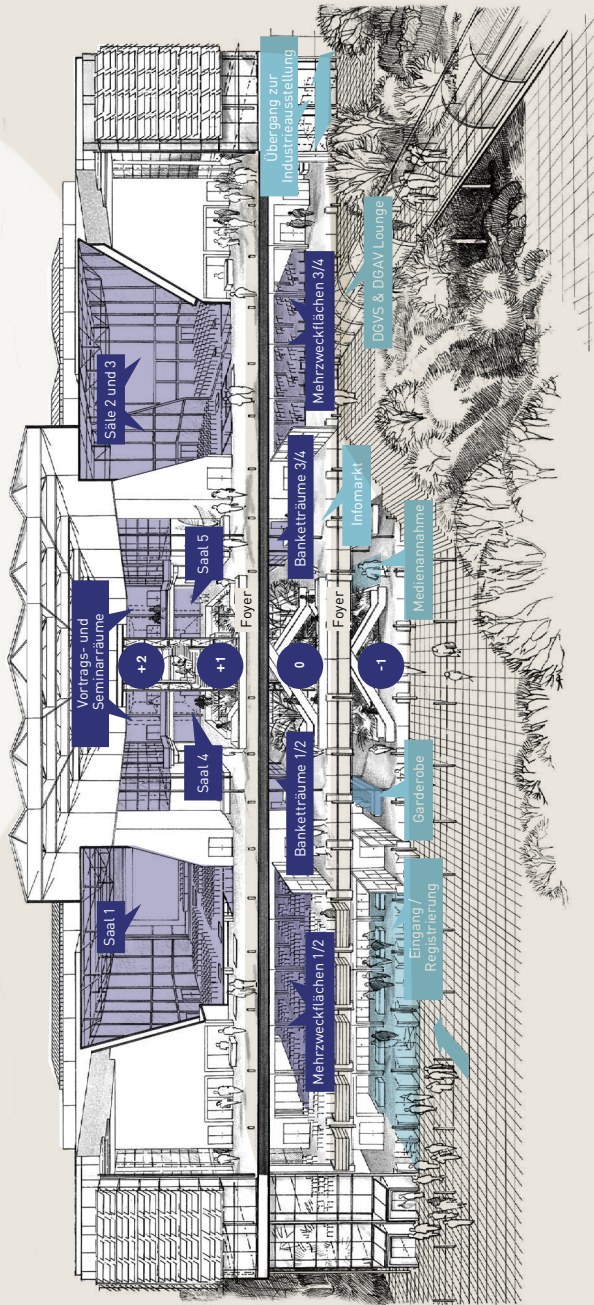 Vortrags- und
Seminarräume
Saal 1
Säle 2 und 3
+2
Saal 4
Saal 5
+1
Foyer
Mehrzweckflächen 1/2
Banketträume 1/2
0
Banketträume 3/4
Mehrzweckflächen 3/4
Übergang zur
Industrieausstellung
Foyer
Infomarkt
DGVS & DGAV Lounge
-1
Eingang /
Registrierung
Garderobe
Medienannahme